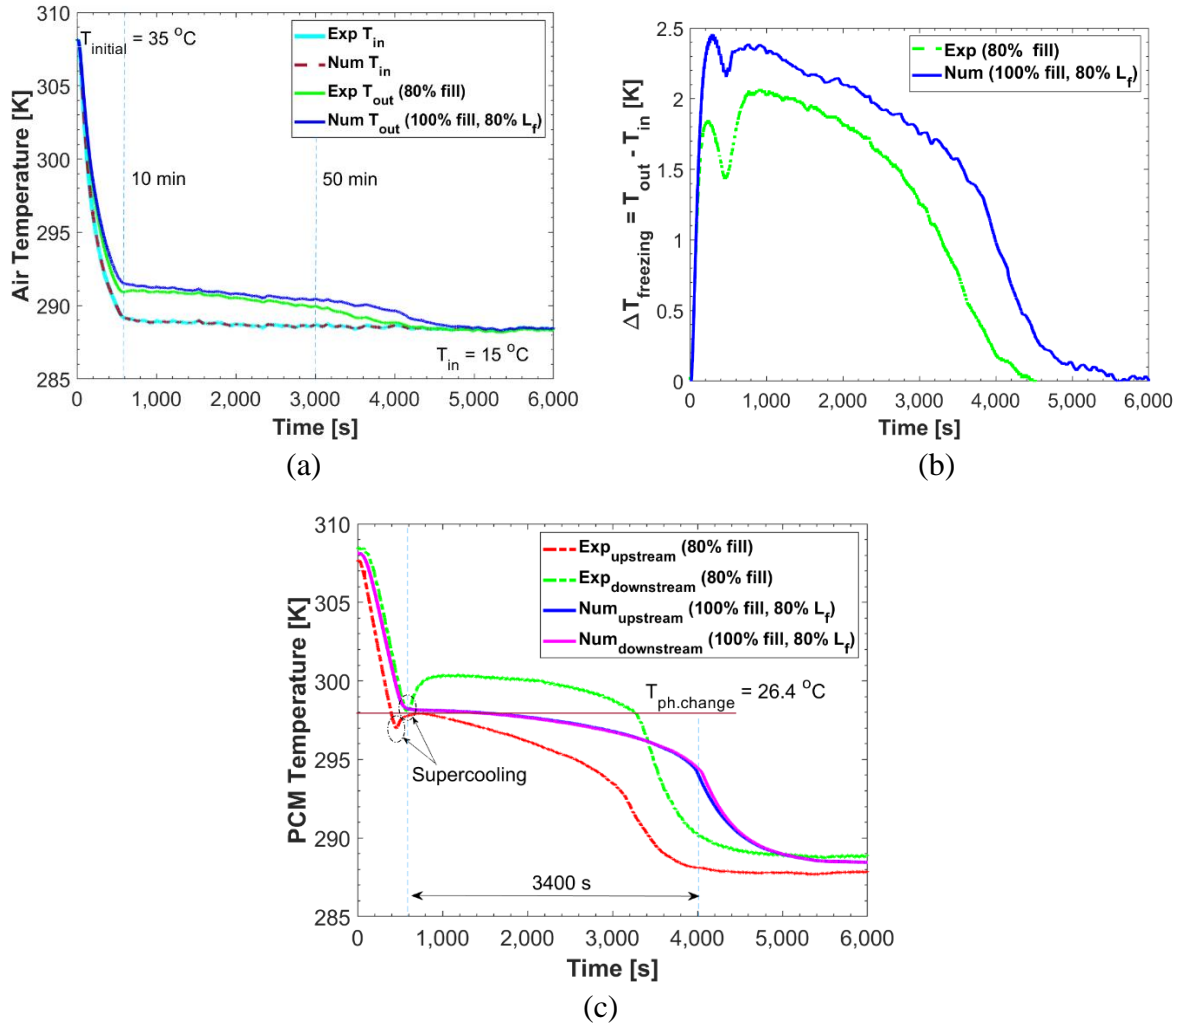 T_initial = 35 °C
Exp T_in
Num T_in
Exp T_out (80% fill)
Num T_out (100% fill, 80% L_f)
10 min
50 min
T_in = 15 °C
Air Temperature [K]
310
305
300
295
290
285
0
1,000
2,000
3,000
4,000
5,000
6,000
Time [s]
(a)
Exp (80% fill)
Num (100% fill, 80% L_f)
ΔT_freezing = T_out - T_in [K]
2.5
2
1.5
1
0.5
0
0
1,000
2,000
3,000
4,000
5,000
6,000
Time [s]
(b)
Exp_upstream (80% fill)
Exp_downstream (80% fill)
Num_upstream (100% fill, 80% L_f)
Num_downstream (100% fill, 80% L_f)
T_ph.change = 26.4 °C
Supercooling
3400 s
PCM Temperature [K]
310
305
300
295
290
285
0
1,000
2,000
3,000
4,000
5,000
6,000
Time [s]
(c)